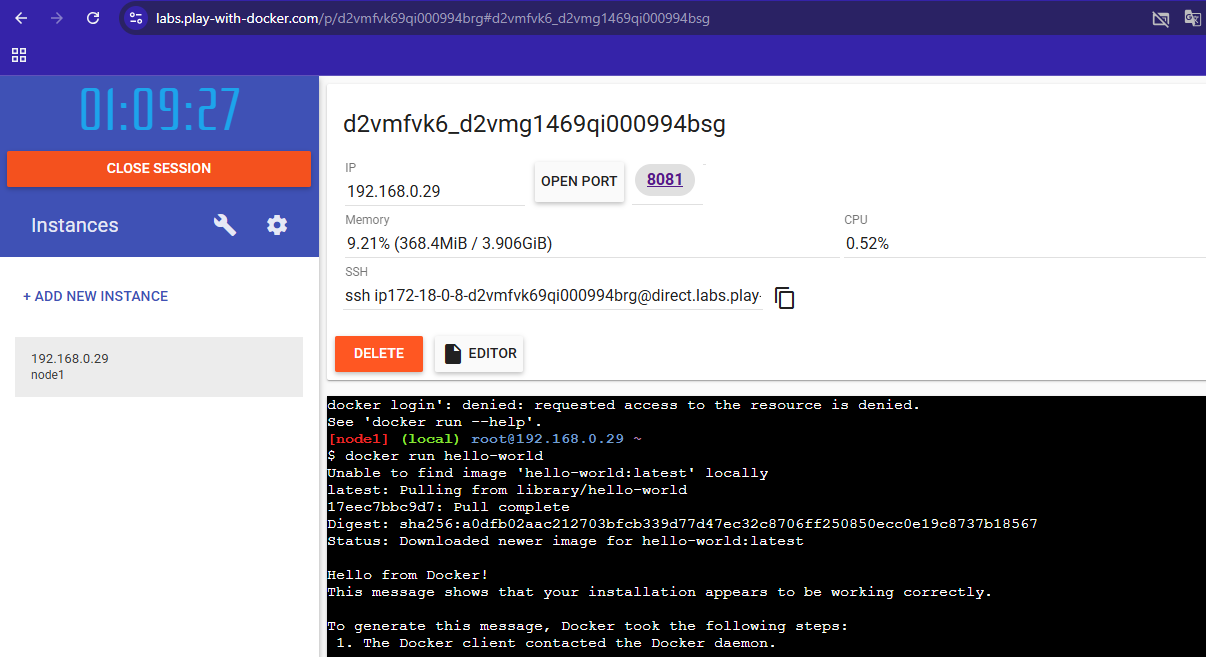 labs.play-with-docker.com/p/d2vmfvk69qi000994brg#d2vmfvk6_d2vmg1469qi000994bsg
01:09:27
CLOSE SESSION
Instances
+ ADD NEW INSTANCE
192.168.0.29
node1
d2vmfvk6_d2vmg1469qi000994bsg
IP
192.168.0.29
OPEN PORT
8081
Memory
9.21% (368.4MiB / 3.906GiB)
CPU
0.52%
SSH
ssh ip172-18-0-8-d2vmfvk69qi000994brg@direct.labs.play-
DELETE
EDITOR
docker login': denied: requested access to the resource is denied.
See 'docker run --help'.
[node1] (local) root@192.168.0.29 ~
$ docker run hello-world
Unable to find image 'hello-world:latest' locally
latest: Pulling from library/hello-world
17eec7bbc9d7: Pull complete
Digest: sha256:a0dfb02aac212703bfcb339d77d47ec32c8706ff250850ecc0e19c8737b18567
Status: Downloaded newer image for hello-world:latest
Hello from Docker!
This message shows that your installation appears to be working correctly.
To generate this message, Docker took the following steps:
1. The Docker client contacted the Docker daemon.